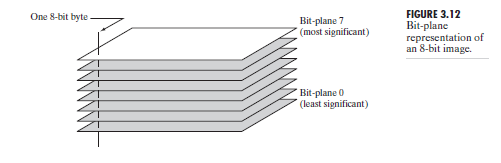 One 8-bit byte
Bit-plane 7
(most significant)
Bit-plane 0
(least significant)
FIGURE 3.12
Bit-plane
representation of
an 8-bit image.